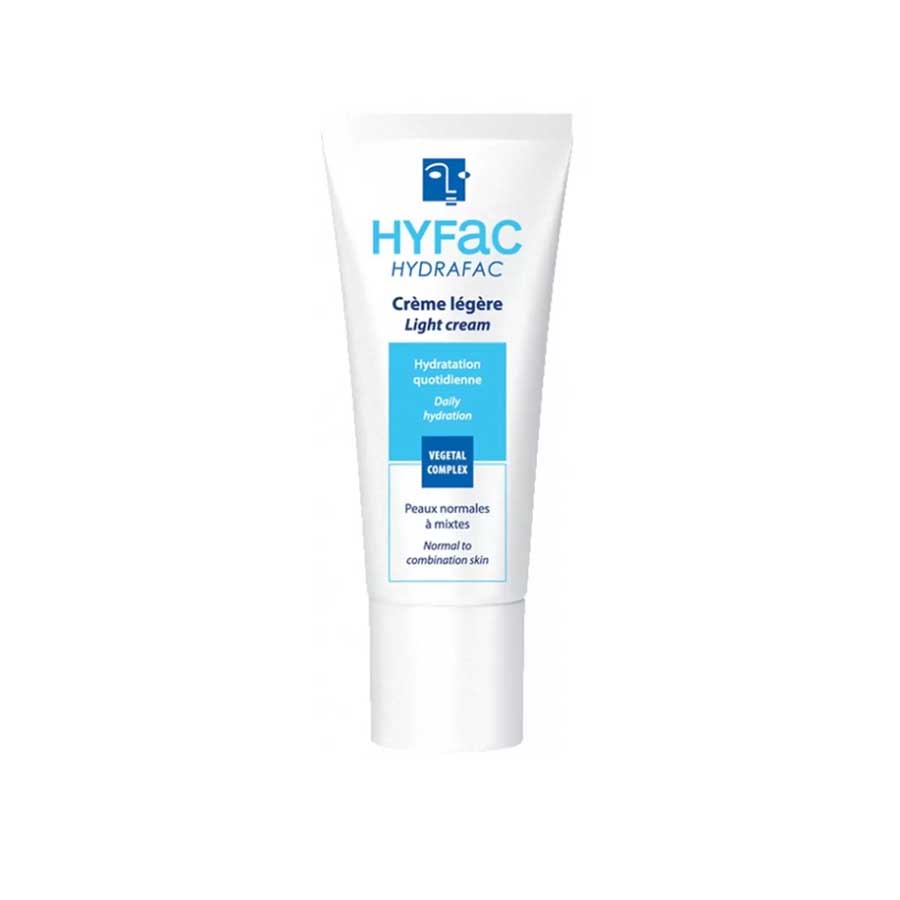 HYFaC
HYDRAFAC
Crème légère
Light cream
Hydratation
quotidienne
Daily
hydration
VEGETAL
COMPLEX
Peaux normales
à mixtes
Normal to
combination skin